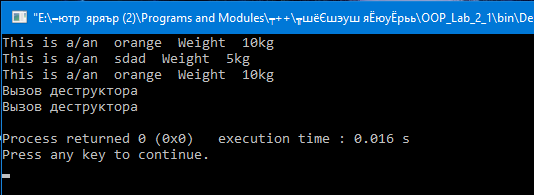 "E:\━ютр яряър (2)\Programs and Modules\┬++\╥шёЄшэуш яЁюуЁрьь\OOP_Lab_2_1\bin\De
This is a/an  orange  Weight  10kg
This is a/an  sdad  Weight  5kg
This is a/an  orange  Weight  10kg
Вызов деструктора
Вызов деструктора
Process returned 0 (0x0)   execution time : 0.016 s
Press any key to continue.